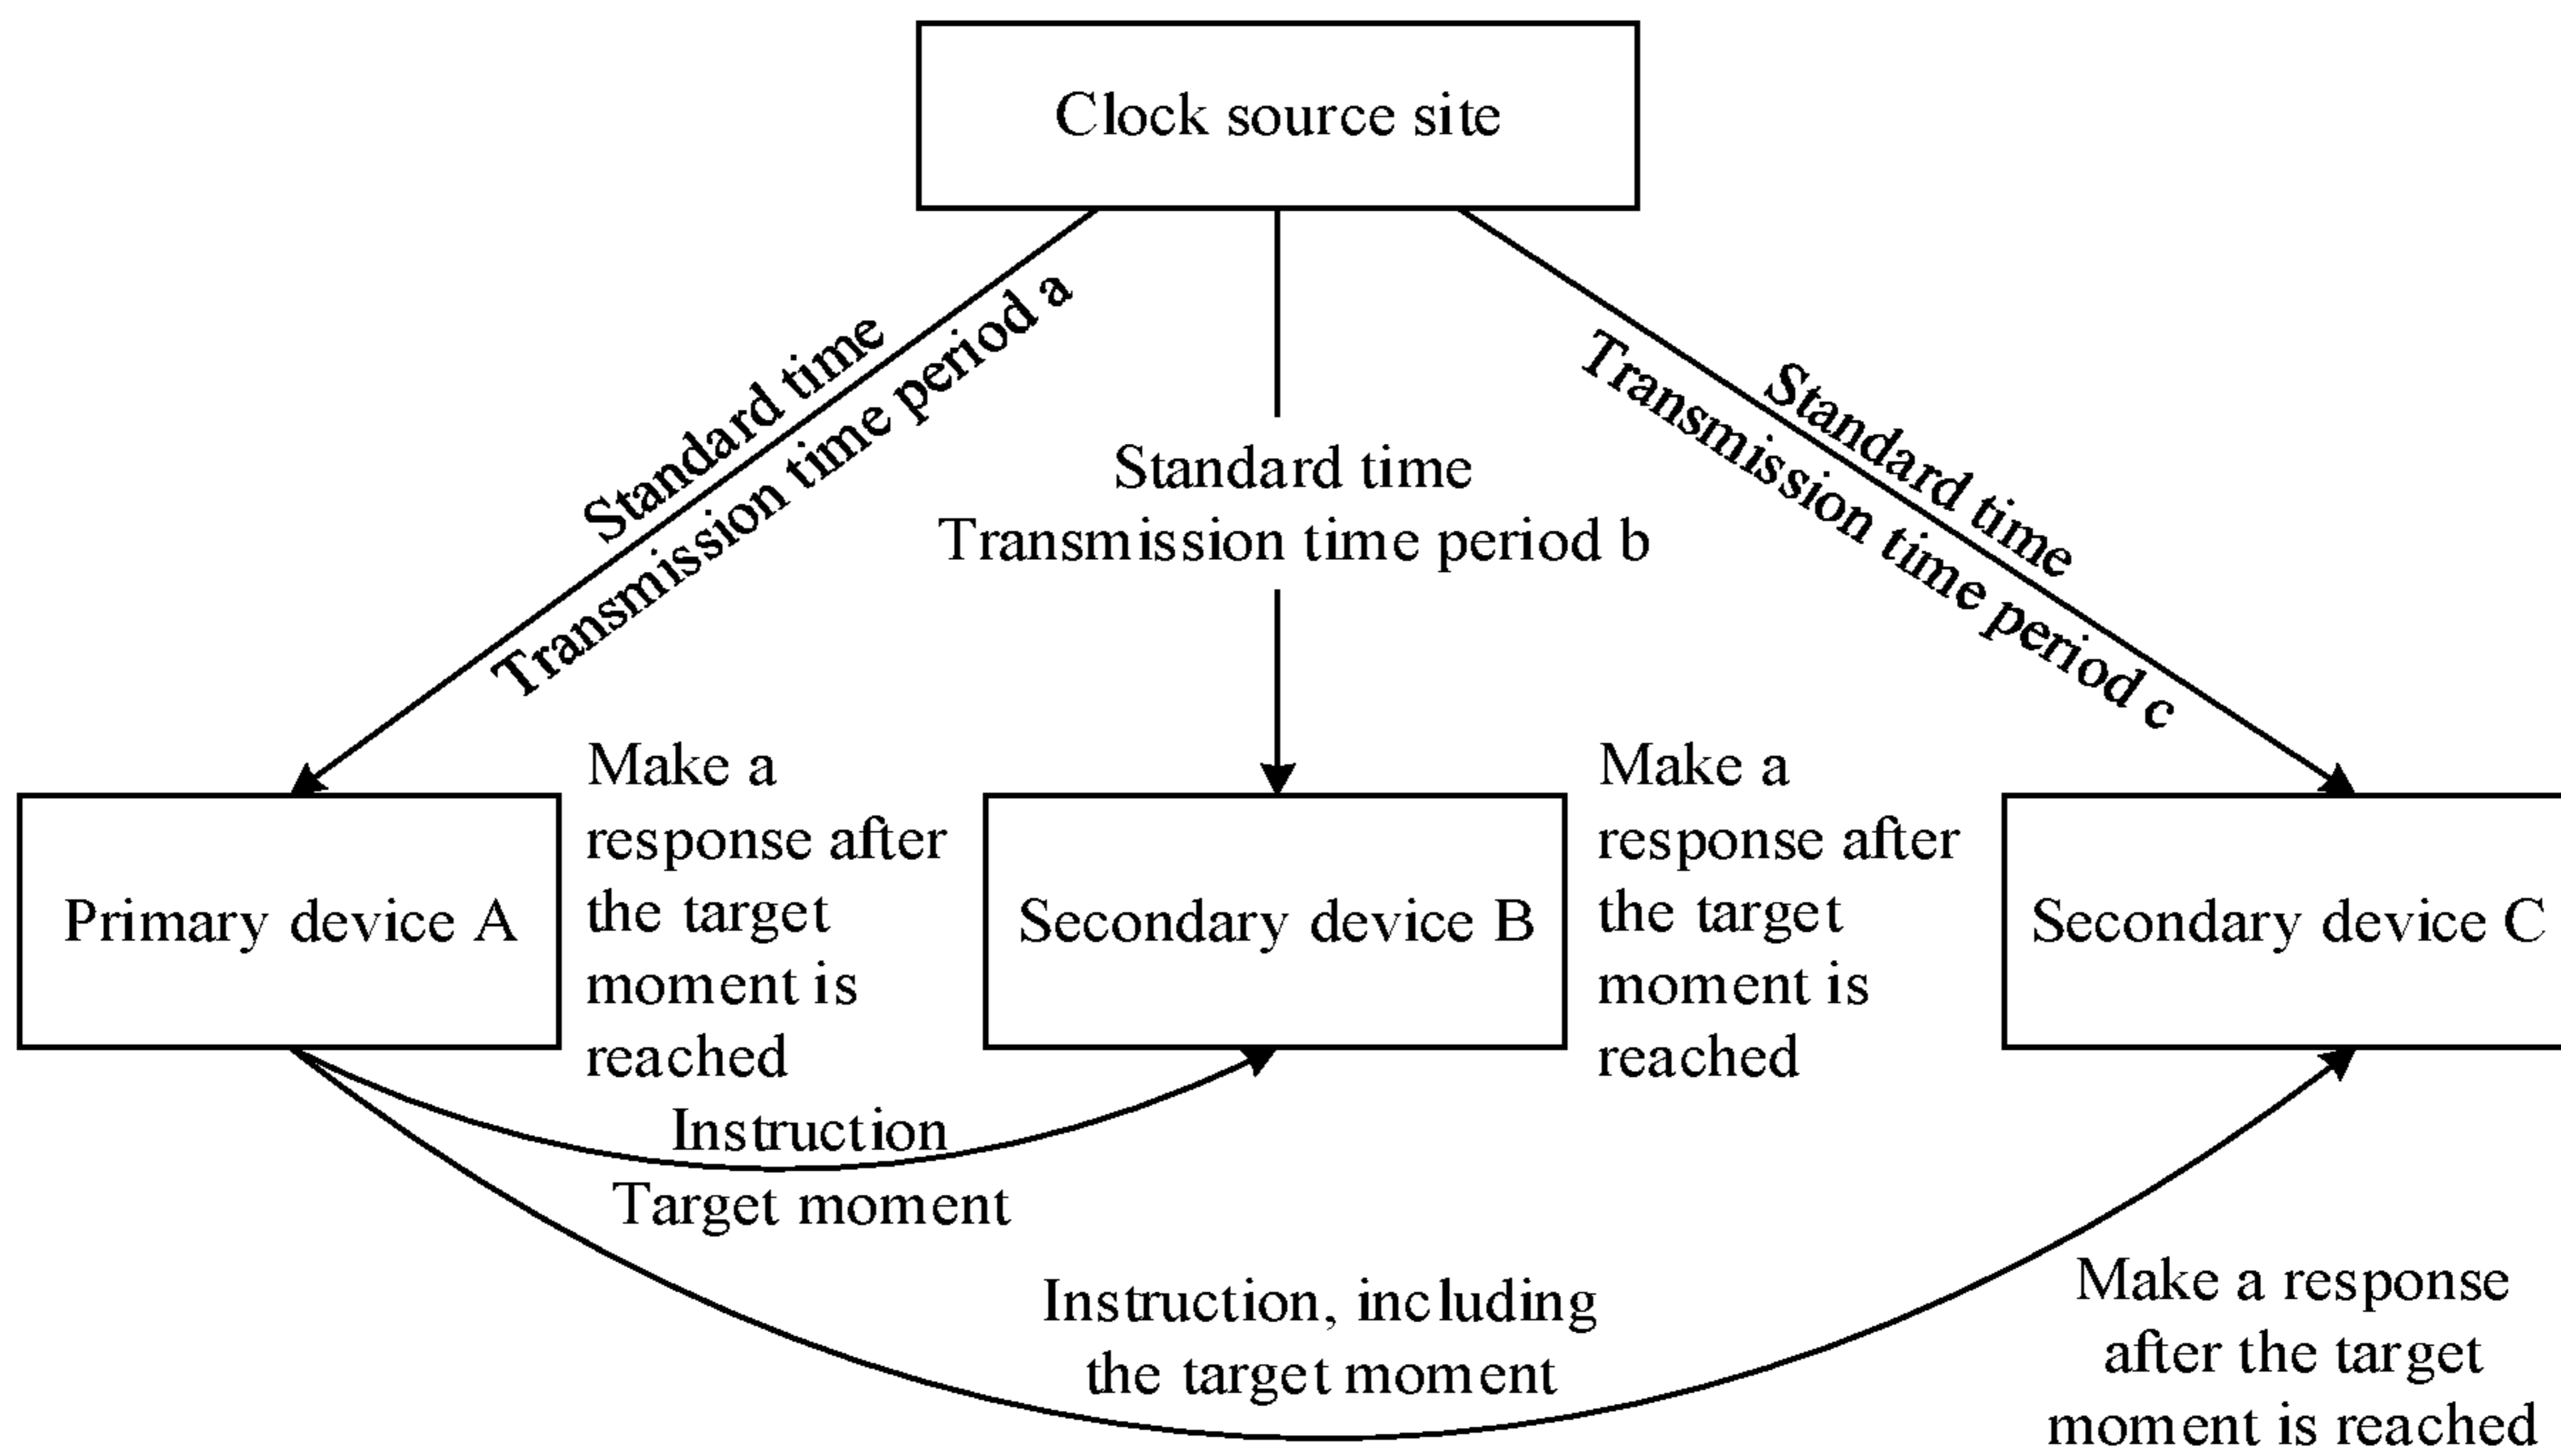 Clock source site
Standard time
Transmission time period a
Standard time
Transmission time period b
Standard time
Transmission time period c
Primary device A
Make a
response after
the target
moment is
reached
Secondary device B
Make a
response after
the target
moment is
reached
Secondary device C
Instruction
Target moment
Instruction, including
the target moment
Make a response
after the target
moment is reached